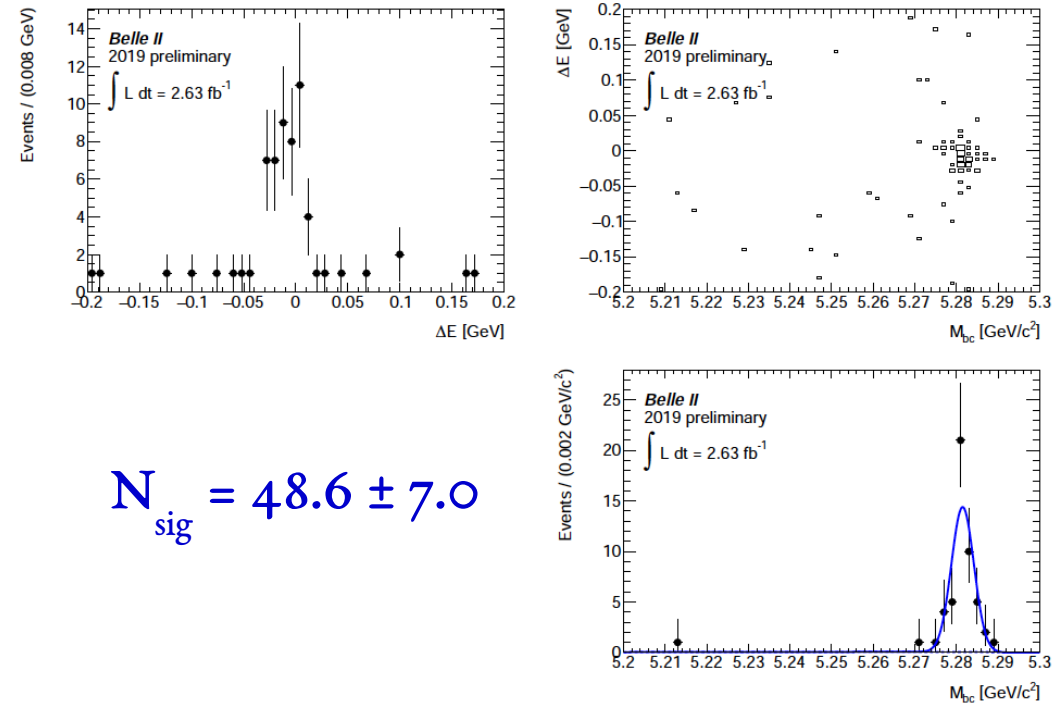 Events / (0.008 GeV)
14
12
10
8
6
4
2
0
Belle II
2019 preliminary
∫ L dt = 2.63 fb⁻¹
−0.2 −0.15 −0.1 −0.05 0 0.05 0.1 0.15 0.2
ΔE [GeV]
ΔE [GeV]
0.2
0.15
0.1
0.05
0
−0.05
−0.1
−0.15
−0.2
Belle II
2019 preliminary
∫ L dt = 2.63 fb⁻¹
5.2 5.21 5.22 5.23 5.24 5.25 5.26 5.27 5.28 5.29 5.3
M_bc [GeV/c²]
N_sig = 48.6 ± 7.0
Events / (0.002 GeV/c²)
25
20
15
10
5
0
Belle II
2019 preliminary
∫ L dt = 2.63 fb⁻¹
5.2 5.21 5.22 5.23 5.24 5.25 5.26 5.27 5.28 5.29 5.3
M_bc [GeV/c²]